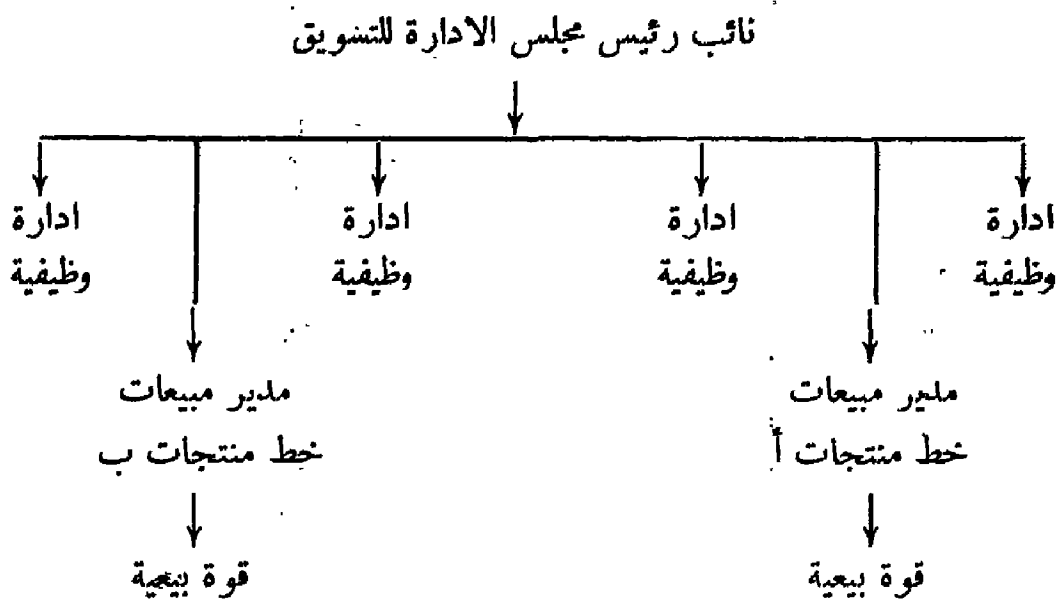 نائب رئيس مجلس الادارة للتسويق
ادارة
وظيفية
ادارة
وظيفية
ادارة
وظيفية
ادارة
وظيفية
مدير مبيعات
خط منتجات أ
قوة بيعية
مدير مبيعات
خط منتجات ب
قوة بيعية